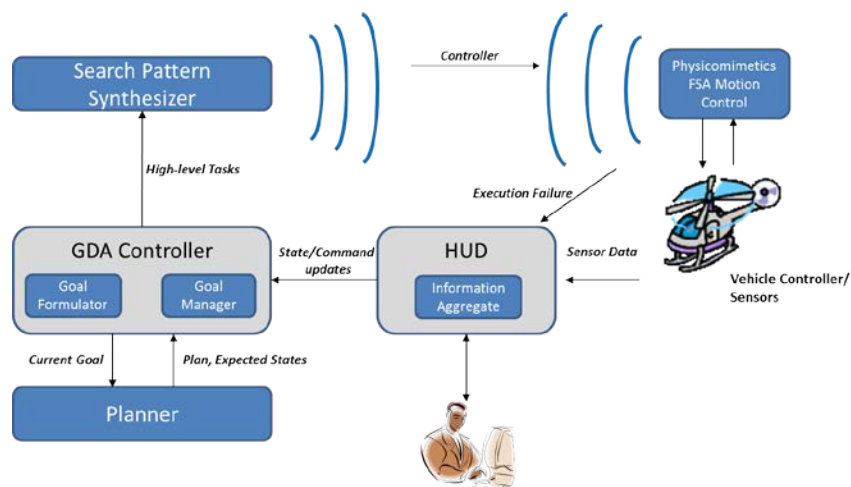 Search Pattern
Synthesizer
Controller
Physicomimetics
FSA Motion
Control
High-level Tasks
Execution Failure
GDA Controller
Goal
Formulator
Goal
Manager
State/Command
updates
HUD
Information
Aggregate
Sensor Data
Vehicle Controller/
Sensors
Current Goal
Plan, Expected States
Planner